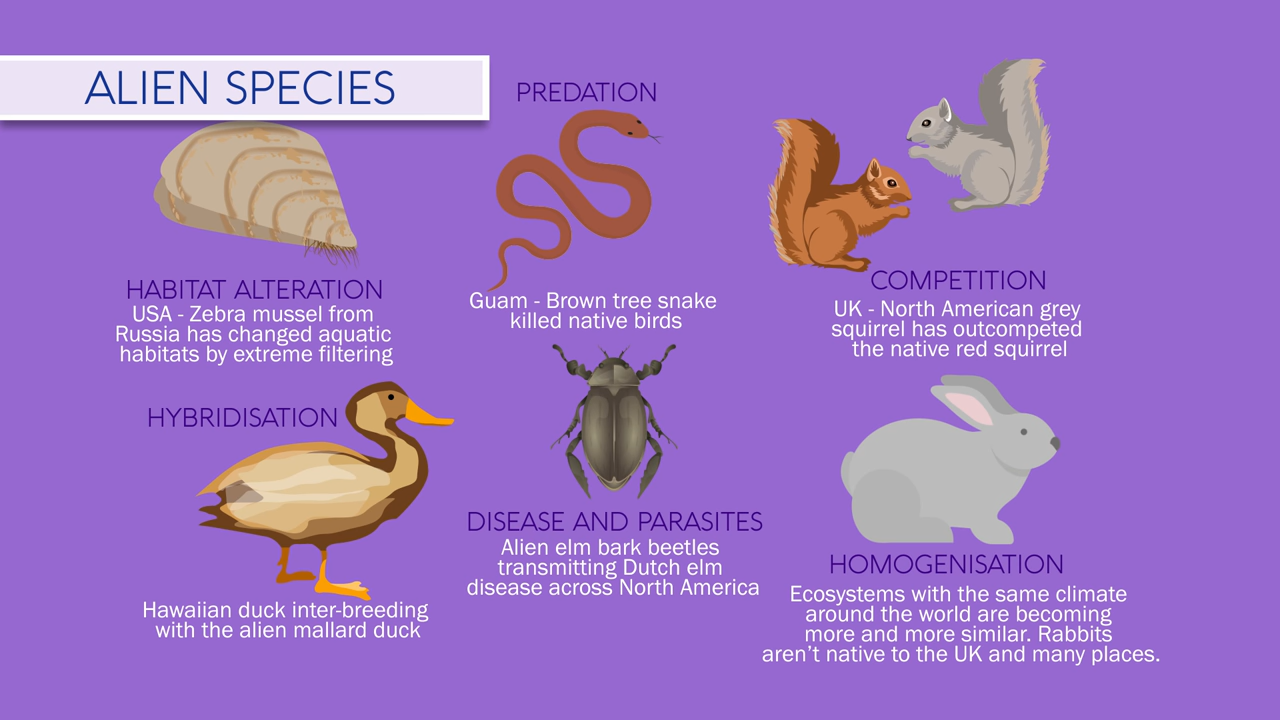 ALIEN SPECIES
HABITAT ALTERATION
USA - Zebra mussel from
Russia has changed aquatic
habitats by extreme filtering
PREDATION
Guam - Brown tree snake
killed native birds
COMPETITION
UK - North American grey
squirrel has outcompeted
the native red squirrel
HYBRIDISATION
Hawaiian duck inter-breeding
with the alien mallard duck
DISEASE AND PARASITES
Alien elm bark beetles
transmitting Dutch elm
disease across North America
HOMOGENISATION
Ecosystems with the same climate
around the world are becoming
more and more similar. Rabbits
aren’t native to the UK and many places.